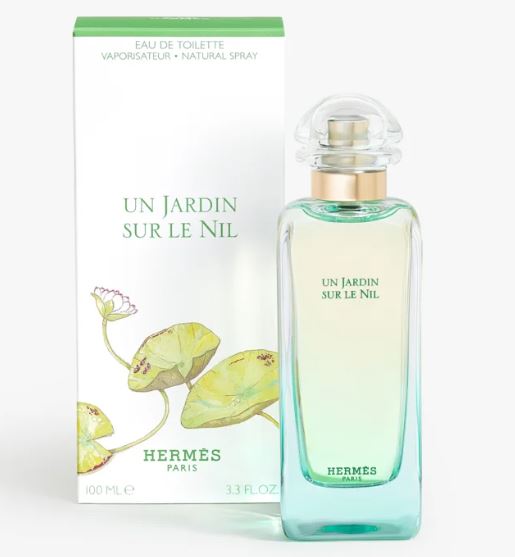 EAU DE TOILETTE
VAPORISATEUR • NATURAL SPRAY
UN JARDIN
SUR LE NIL
HERMÈS
PARIS
100 ML℮
3.3 FL.OZ.
UN JARDIN
SUR LE NIL
HERMÈS
PARIS